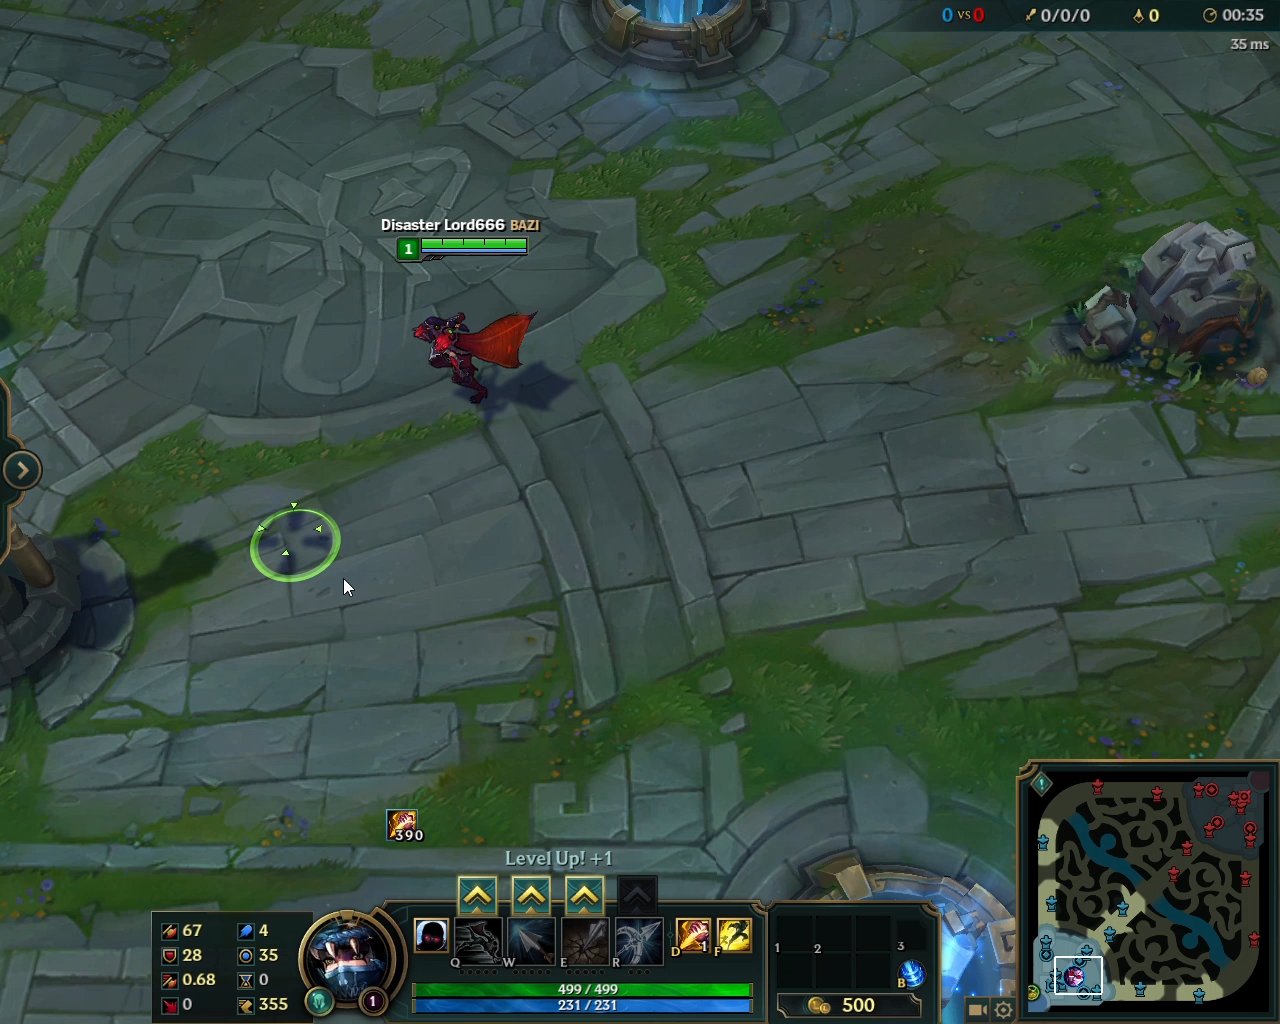 0 vs 0 0/0/0 0 00:35
35 ms
Disaster Lord666 BAZI
1
390
Level Up! +1
67 4
28 35
0.68 0
0 355
1
Q W E R D 1 F
499 / 499
231 / 231
1 2 3
B
500